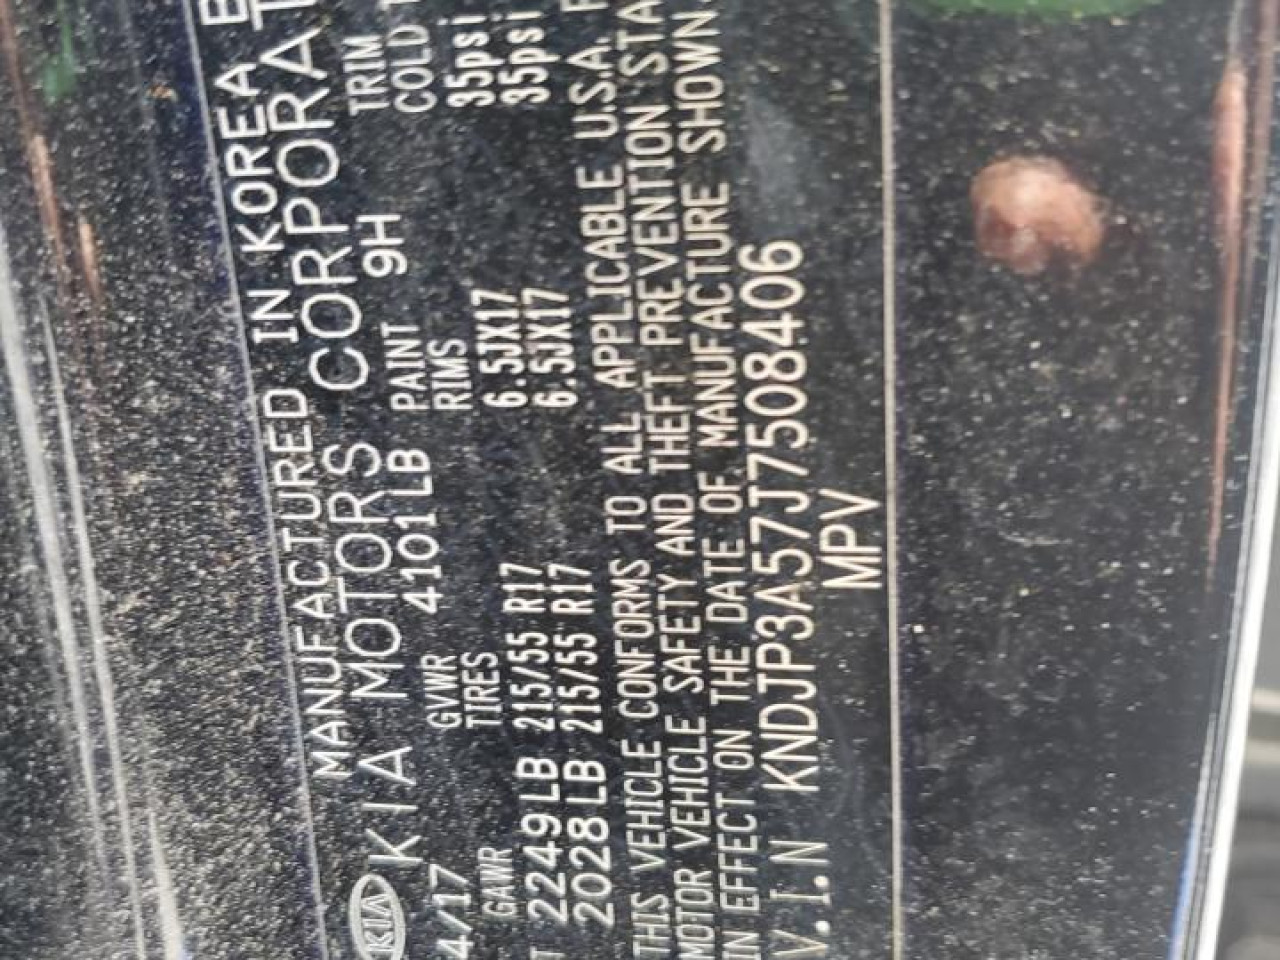 MANUFACTURED IN KOREA
KIA KIA MOTORS CORPORAT
4/17 GVWR 4101LB PAINT 9H TRIM
GAWR TIRES RIMS COLD
T 2249LB 215/55 R17 6.5JX17 35psi
2028LB 215/55 R17 6.5JX17 35psi
THIS VEHICLE CONFORMS TO ALL APPLICABLE U.S.A. F
MOTOR VEHICLE SAFETY AND THEFT PREVENTION STA
IN EFFECT ON THE DATE OF MANUFACTURE SHOWN
V.I.N KNDJP3A57J7508406
MPV